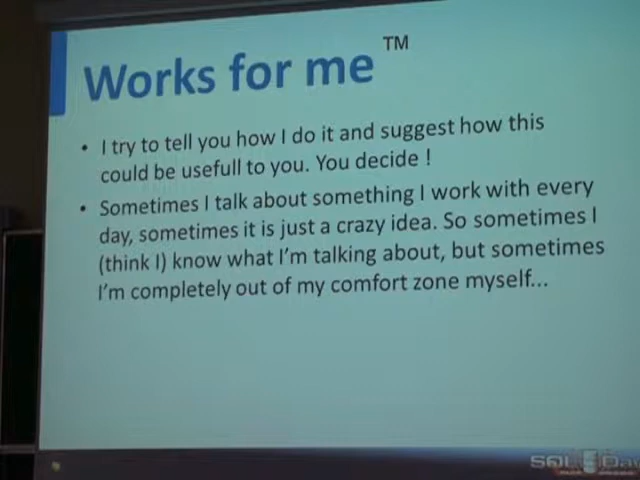 Works for me ™
• I try to tell you how I do it and suggest how this
could be usefull to you. You decide !
• Sometimes I talk about something I work with every
day, sometimes it is just a crazy idea. So sometimes I
(think I) know what I'm talking about, but sometimes
I'm completely out of my comfort zone myself...